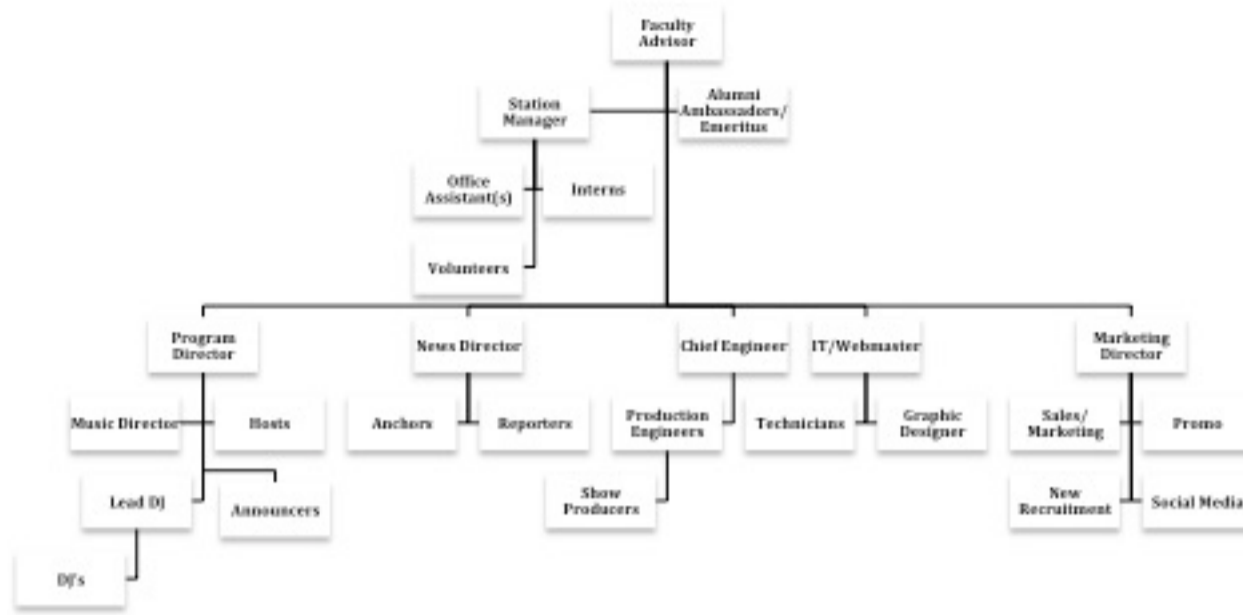 Faculty
Advisor
Station
Manager
Alumni
Ambassadors/
Emeritus
Office
Assistant(s)
Interns
Volunteers
Program
Director
News Director
Chief Engineer
IT/Webmaster
Marketing
Director
Music Director
Hosts
Anchors
Reporters
Production
Engineers
Technicians
Graphic
Designer
Sales/
Marketing
Promo
Lead DJ
Announcers
Show
Producers
New
Recruitment
Social Media
DJ's